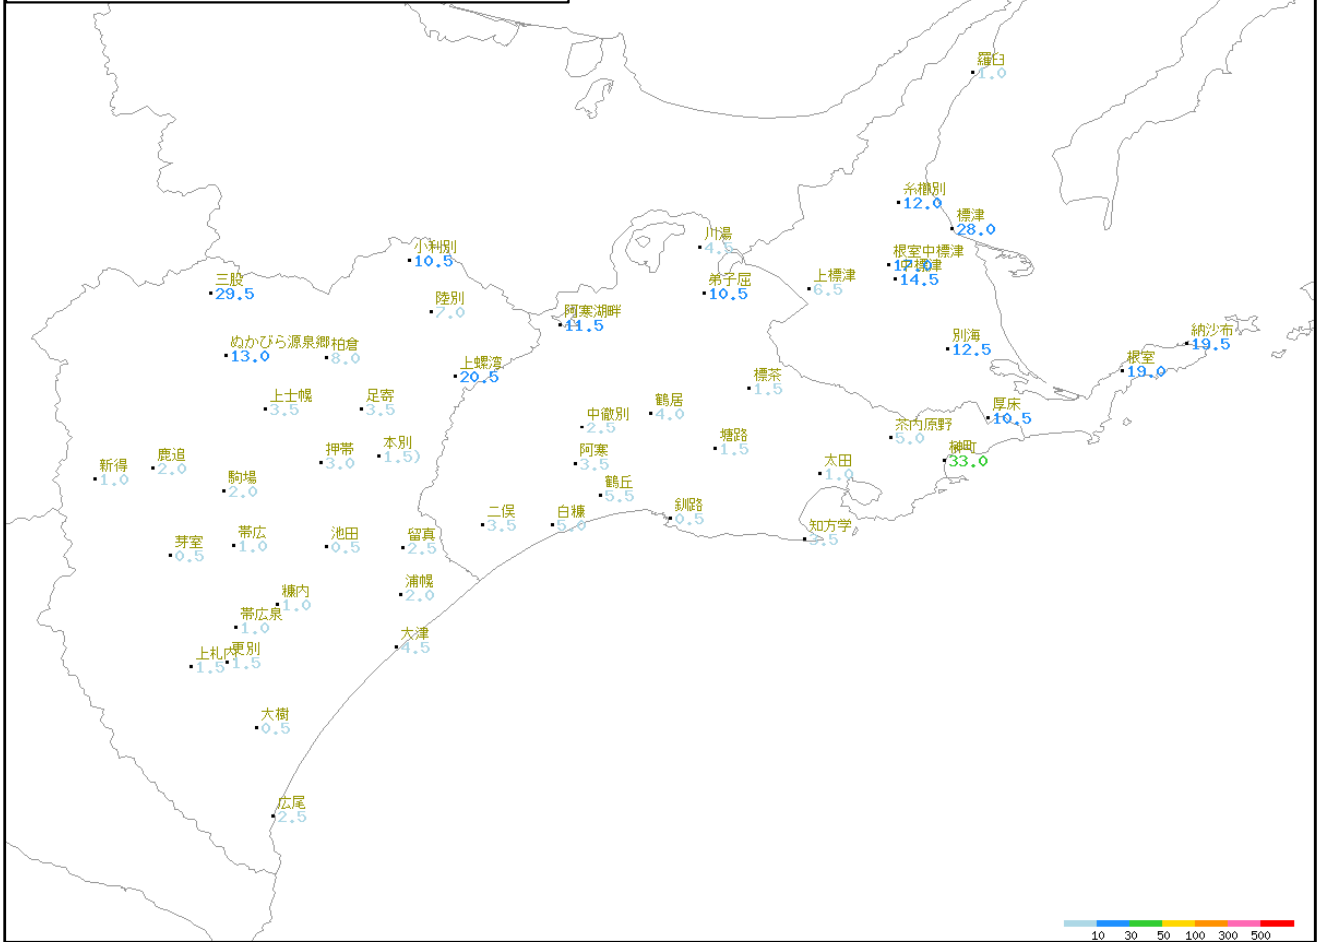 羅臼
1.0
糸櫛別
12.0
標津
28.0
川湯
4.5
小利別
10.5
根室中標津
17.0
中標津
14.5
上標津
6.5
三股
29.5
弟子屈
10.5
陸別
7.0
阿寒湖畔
11.5
納沙布
19.5
ぬかびら源泉郷
13.0
柏倉
8.0
別海
12.5
根室
19.0
上螺湾
20.5
標茶
1.5
上士幌
3.5
足寄
3.5
鶴居
4.0
厚床
10.5
中徹別
2.5
茶内原野
5.0
本別
1.5)
塘路
1.5
榊町
33.0
押帯
3.0
鹿追
2.0
新得
1.0
阿寒
3.5
太田
1.0
駒場
2.0
鶴丘
5.5
二俣
3.5
白糠
5.0
釧路
0.5
知方学
3.5
芽室
0.5
帯広
1.0
池田
0.5
留真
2.5
浦幌
2.0
糠内
1.0
帯広泉
1.0
大津
4.5
上札内
1.5
更別
1.5
大樹
0.5
広尾
2.5
10 30 50 100 300 500